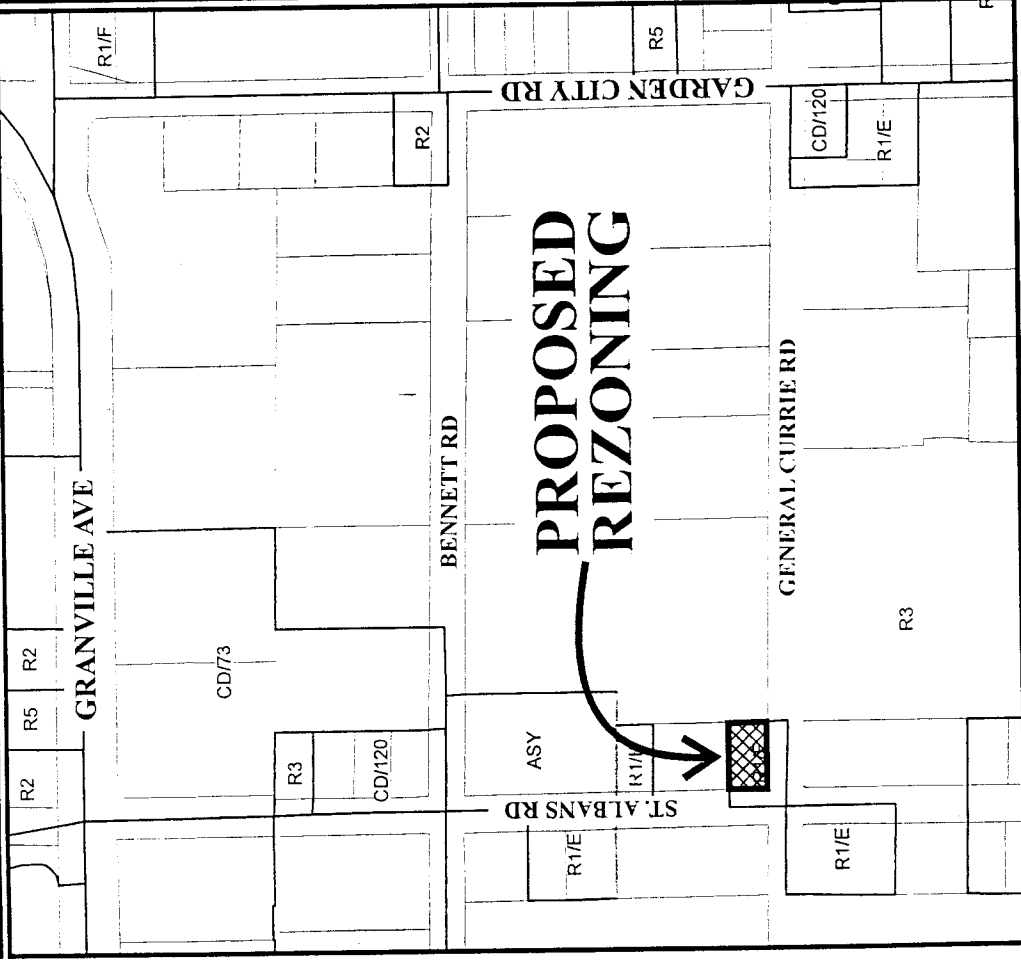 R1/F
R5
GARDEN CITY RD
CD/120
R1/E
R2
PROPOSED
REZONING
GRANVILLE AVE
BENNETT RD
GENERAL CURRIE RD
R2
R5
R2
CD/73
R3
R3
CD/120
ASY
ST. ALBANS RD
R1/E
R1/E